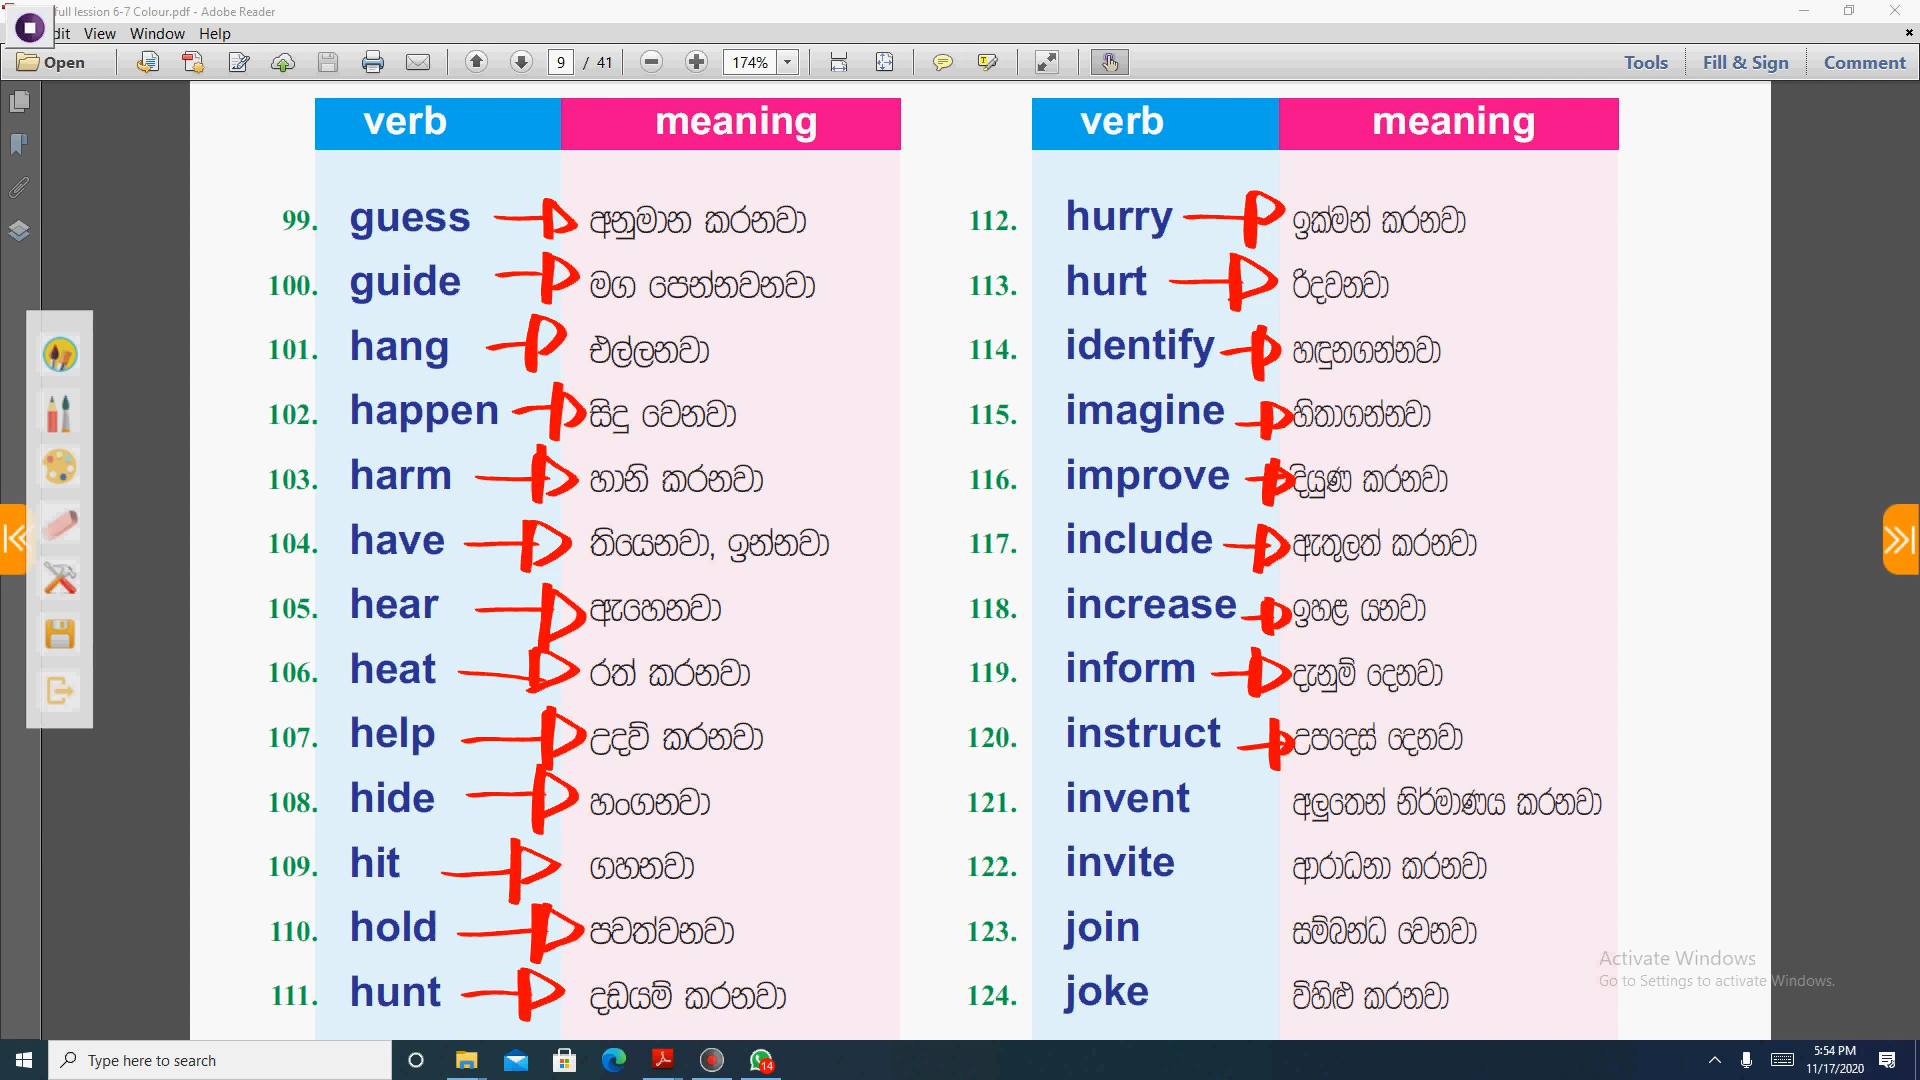 full lession 6-7 Colour.pdf - Adobe Reader
dit View Window Help
Open 9 / 41 174% Tools Fill & Sign Comment
verb meaning
99. guess අනුමාන කරනවා
100. guide මග පෙන්නවනවා
101. hang එල්ලනවා
102. happen සිදු වෙනවා
103. harm හානි කරනවා
104. have තියෙනවා, ඉන්නවා
105. hear ඇහෙනවා
106. heat රත් කරනවා
107. help උදව් කරනවා
108. hide හංගනවා
109. hit ගහනවා
110. hold පවත්වනවා
111. hunt දඩයම් කරනවා
verb meaning
112. hurry ඉක්මන් කරනවා
113. hurt රිදවනවා
114. identify හඳුනගන්නවා
115. imagine හිතාගන්නවා
116. improve දියුණ කරනවා
117. include ඇතුලත් කරනවා
118. increase ඉහළ යනවා
119. inform දැනුම් දෙනවා
120. instruct උපදෙස් දෙනවා
121. invent අලුතෙන් නිර්මාණය කරනවා
122. invite ආරාධනා කරනවා
123. join සම්බන්ධ වෙනවා
124. joke විහිළු කරනවා
Activate Windows
Go to Settings to activate Windows.
Type here to search
14
5:54 PM
11/17/2020